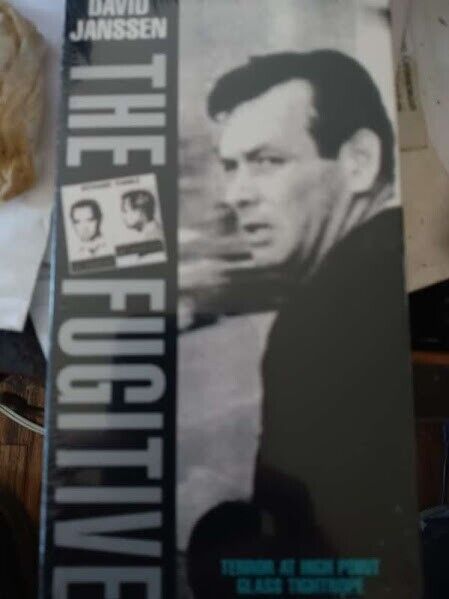 DAVID
JANSSEN
THE FUGITIVE
TERROR AT HIGH POINT
GLASS TIGHTROPE